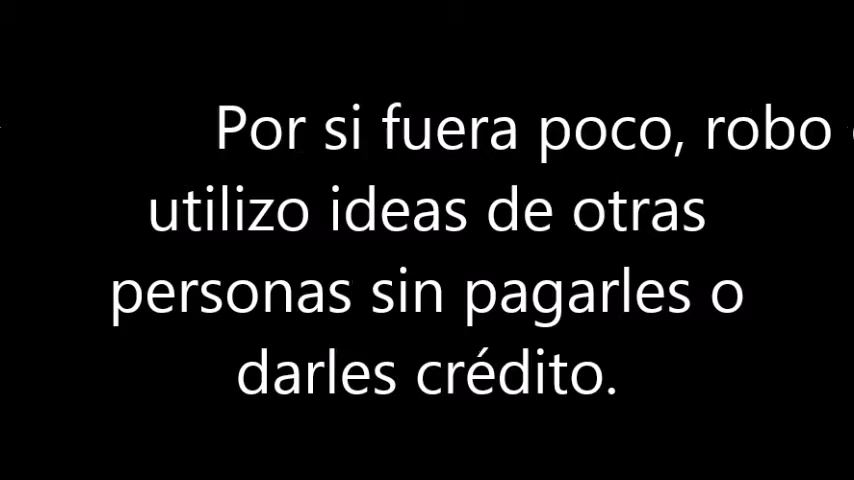 Por si fuera poco, robo
utilizo ideas de otras
personas sin pagarles o
darles crédito.